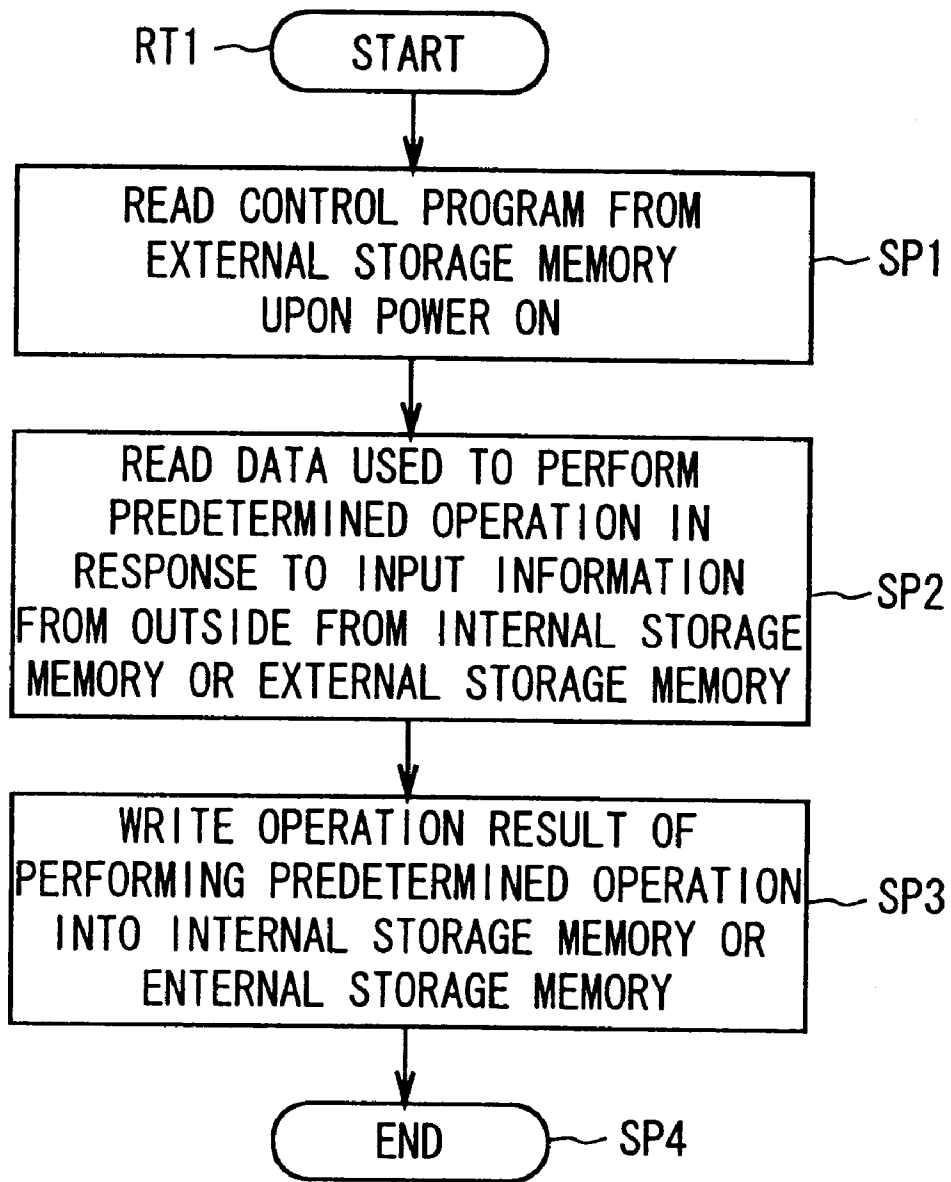 RT1
START
READ CONTROL PROGRAM FROM
EXTERNAL STORAGE MEMORY
UPON POWER ON
SP1
READ DATA USED TO PERFORM
PREDETERMINED OPERATION IN
RESPONSE TO INPUT INFORMATION
FROM OUTSIDE FROM INTERNAL STORAGE
MEMORY OR EXTERNAL STORAGE MEMORY
SP2
WRITE OPERATION RESULT OF
PERFORMING PREDETERMINED OPERATION
INTO INTERNAL STORAGE MEMORY OR
ENTERNAL STORAGE MEMORY
SP3
END
SP4